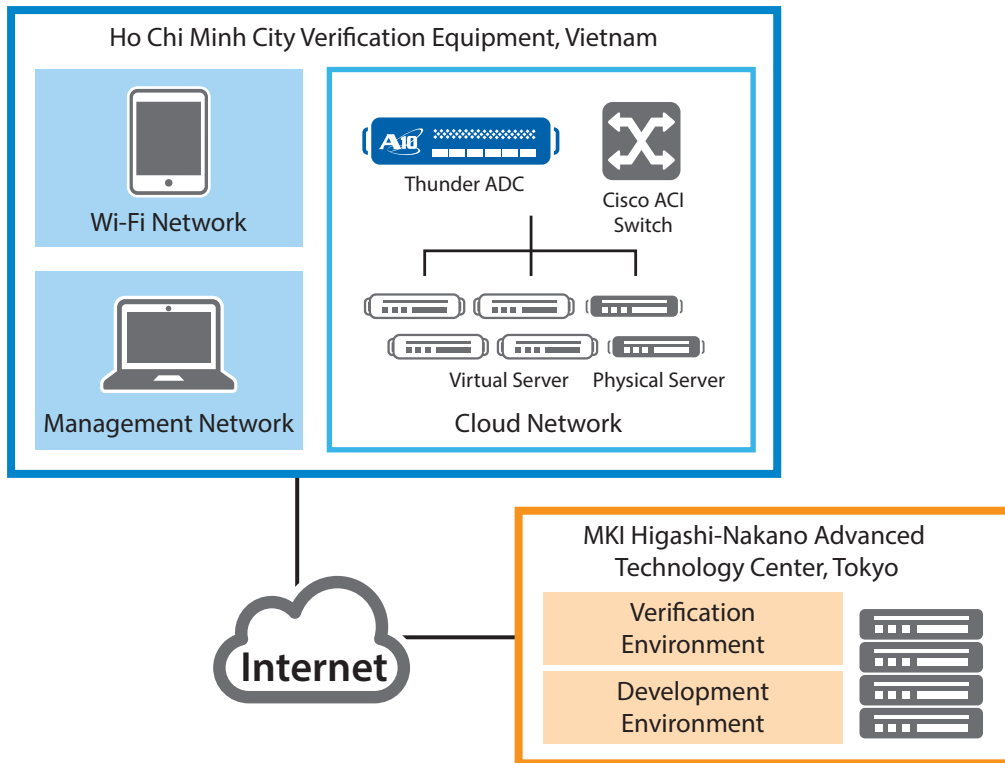 Ho Chi Minh City Verification Equipment, Vietnam
Wi-Fi Network
Management Network
A10
Thunder ADC
Cisco ACI
Switch
Virtual Server
Physical Server
Cloud Network
Internet
MKI Higashi-Nakano Advanced
Technology Center, Tokyo
Verification
Environment
Development
Environment